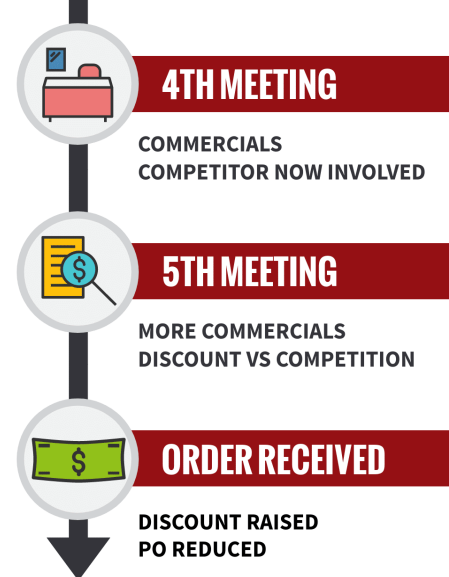 4TH MEETING
COMMERCIALS
COMPETITOR NOW INVOLVED
$
5TH MEETING
MORE COMMERCIALS
DISCOUNT VS COMPETITION
$
ORDER RECEIVED
DISCOUNT RAISED
PO REDUCED